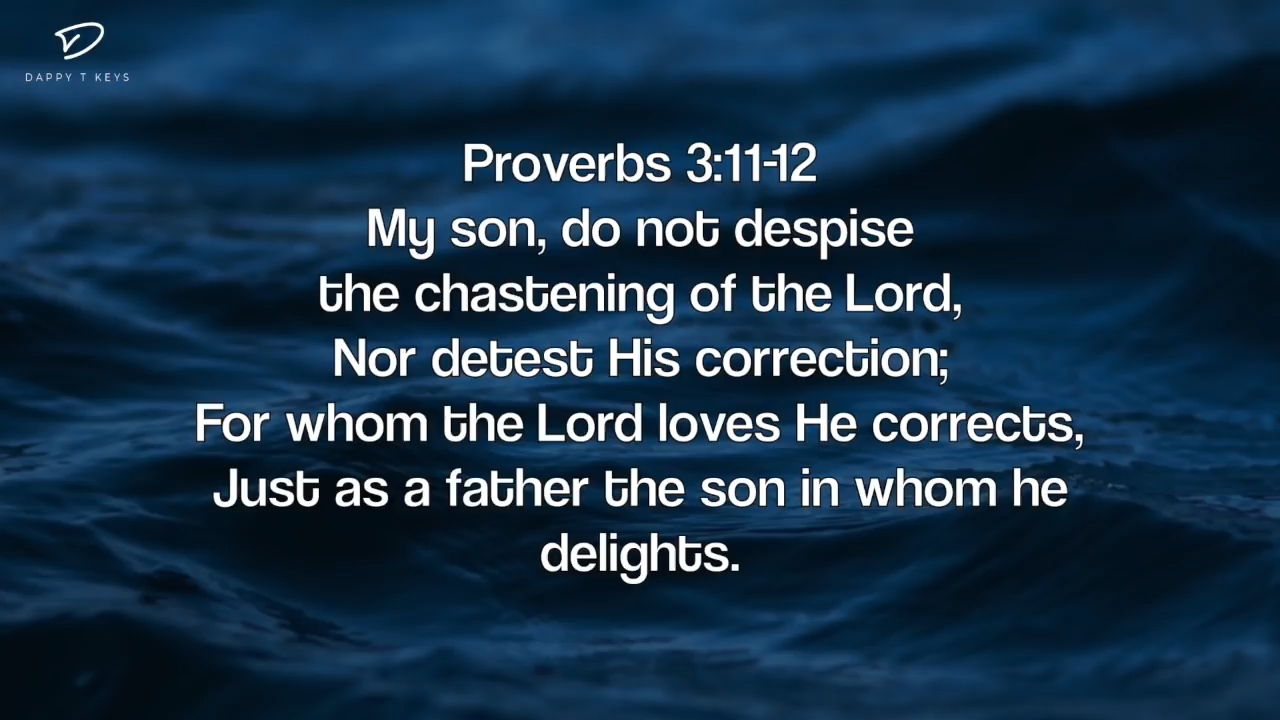 DAPPY T KEYS
Proverbs 3:11-12
My son, do not despise
the chastening of the Lord,
Nor detest His correction;
For whom the Lord loves He corrects,
Just as a father the son in whom he
delights.